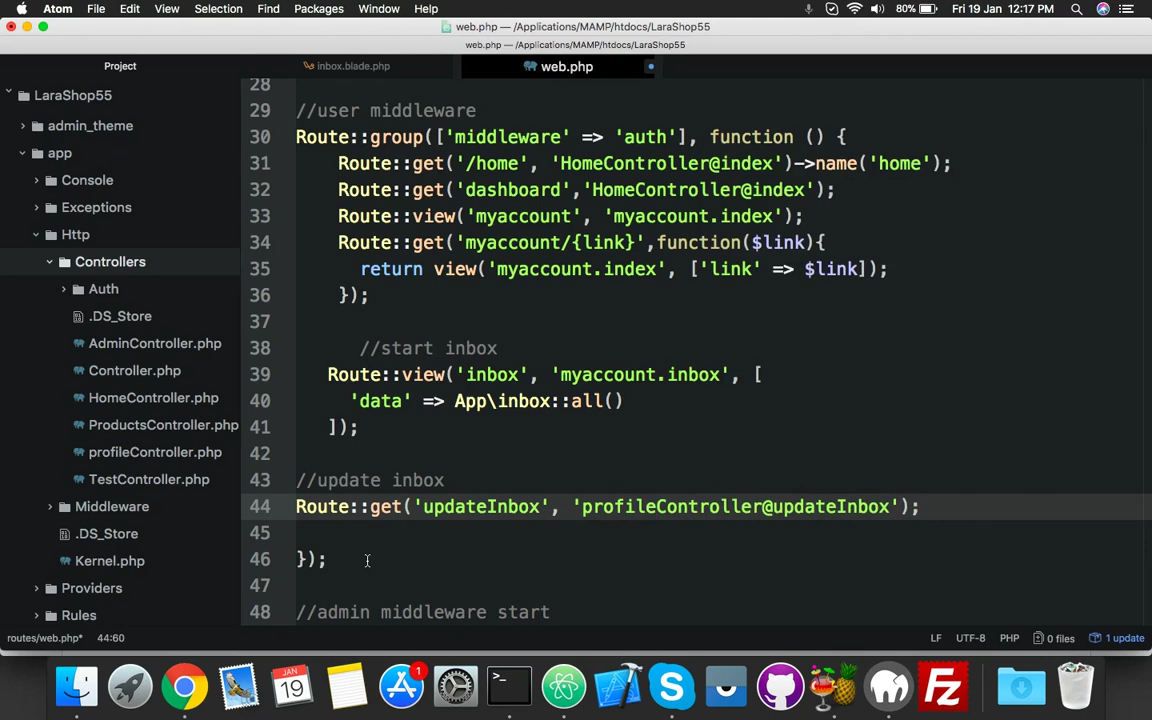 Atom File Edit View Selection Find Packages Window Help 80% Fri 19 Jan 12:17 PM
web.php — /Applications/MAMP/htdocs/LaraShop55
web.php — /Applications/MAMP/htdocs/LaraShop55
Project
inbox.blade.php
web.php
LaraShop55
admin_theme
app
Console
Exceptions
Http
Controllers
Auth
.DS_Store
AdminController.php
Controller.php
HomeController.php
ProductsController.php
profileController.php
TestController.php
Middleware
.DS_Store
Kernel.php
Providers
Rules
28
29 //user middleware
30 Route::group(['middleware' => 'auth'], function () {
31 Route::get('/home', 'HomeController@index')->name('home');
32 Route::get('dashboard','HomeController@index');
33 Route::view('myaccount', 'myaccount.index');
34 Route::get('myaccount/{link}',function($link){
35 return view('myaccount.index', ['link' => $link]);
36 });
37
38 //start inbox
39 Route::view('inbox', 'myaccount.inbox', [
40 'data' => App\inbox::all()
41 ]);
42
43 //update inbox
44 Route::get('updateInbox', 'profileController@updateInbox');
45
46 });
47
48 //admin middleware start
routes/web.php* 44:60 LF UTF-8 PHP 0 files 1 update
1
JAN
19
>_
Fz